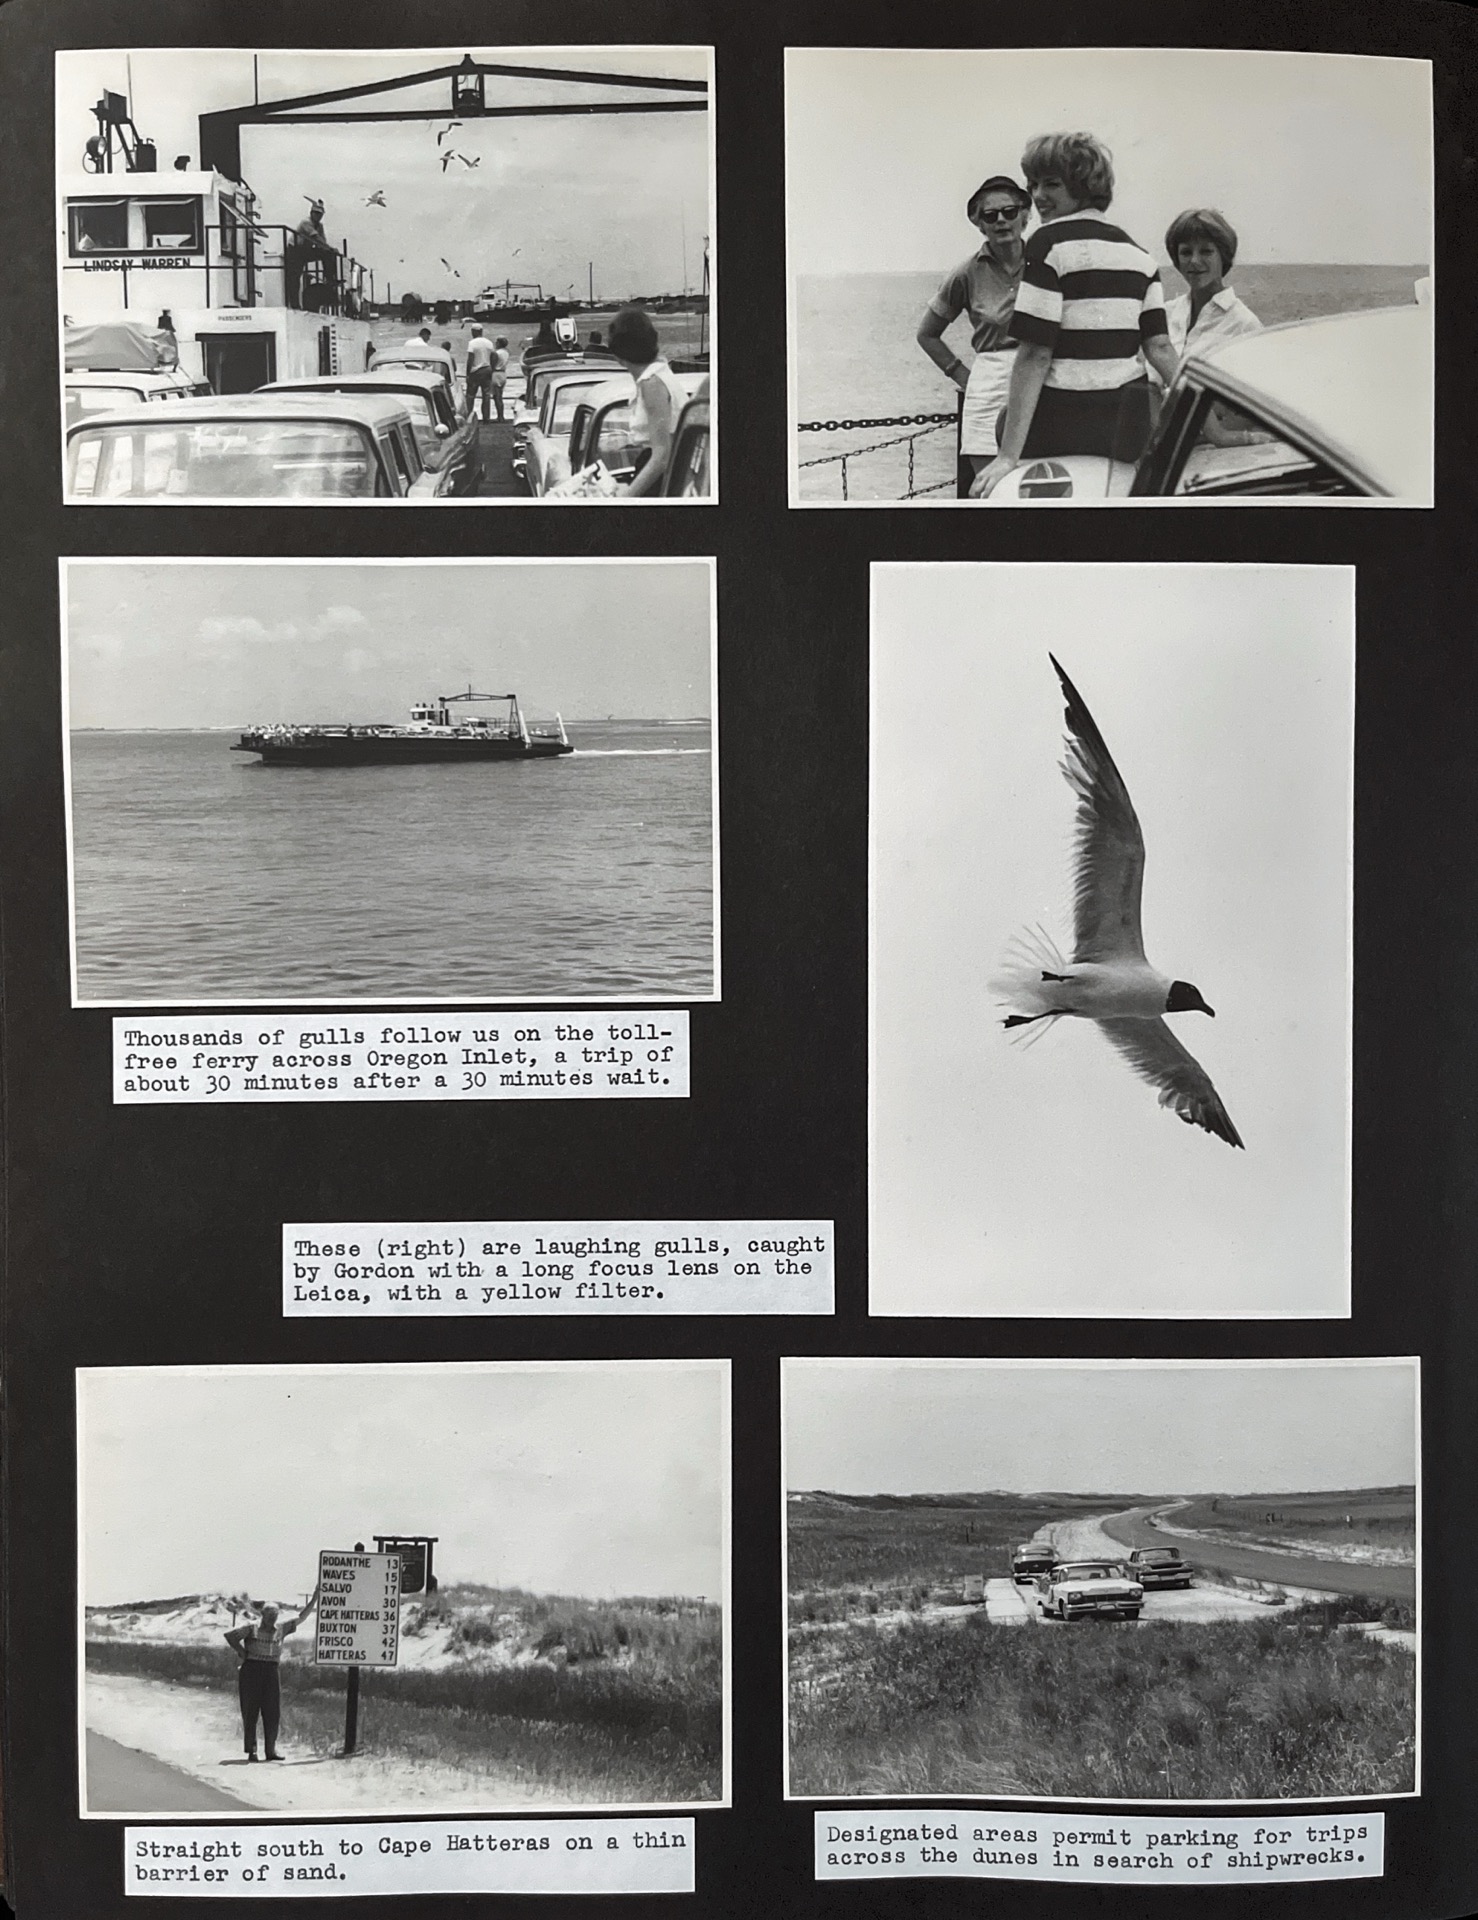 LINDSAY WARREN
PASSENGERS
Thousands of gulls follow us on the toll-
free ferry across Oregon Inlet, a trip of
about 30 minutes after a 30 minutes wait.
These (right) are laughing gulls, caught
by Gordon with a long focus lens on the
Leica, with a yellow filter.
RODANTHE 13
WAVES 15
SALVO 17
AVON 30
CAPE HATTERAS 36
BUXTON 37
FRISCO 42
HATTERAS 47
Straight south to Cape Hatteras on a thin
barrier of sand.
Designated areas permit parking for trips
across the dunes in search of shipwrecks.